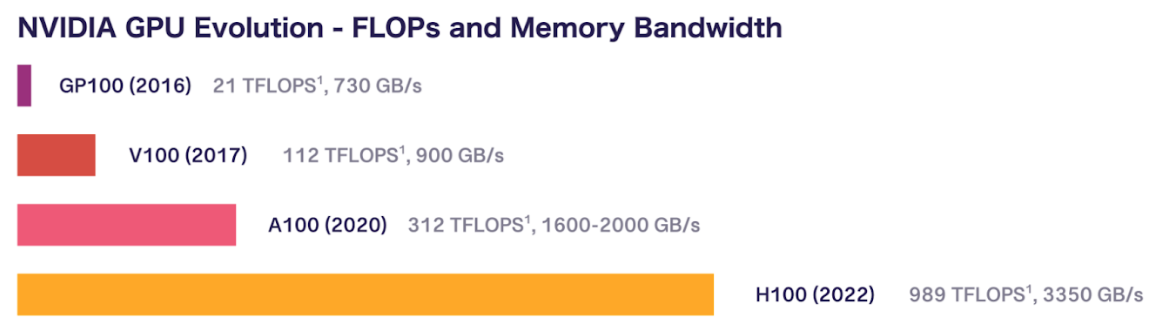 NVIDIA GPU Evolution - FLOPs and Memory Bandwidth
GP100 (2016) 21 TFLOPS¹, 730 GB/s
V100 (2017) 112 TFLOPS¹, 900 GB/s
A100 (2020) 312 TFLOPS¹, 1600-2000 GB/s
H100 (2022) 989 TFLOPS¹, 3350 GB/s